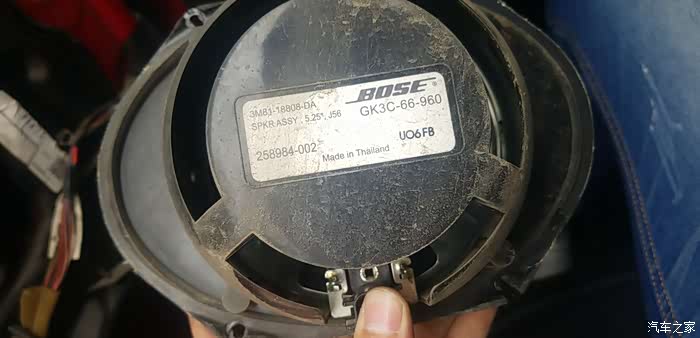 BOSE®
3M81-18808-DA
GK3C-66-960
SPKR ASSY : 5.25", J56
U06FB
258984-002
Made in Thailand
汽车之家